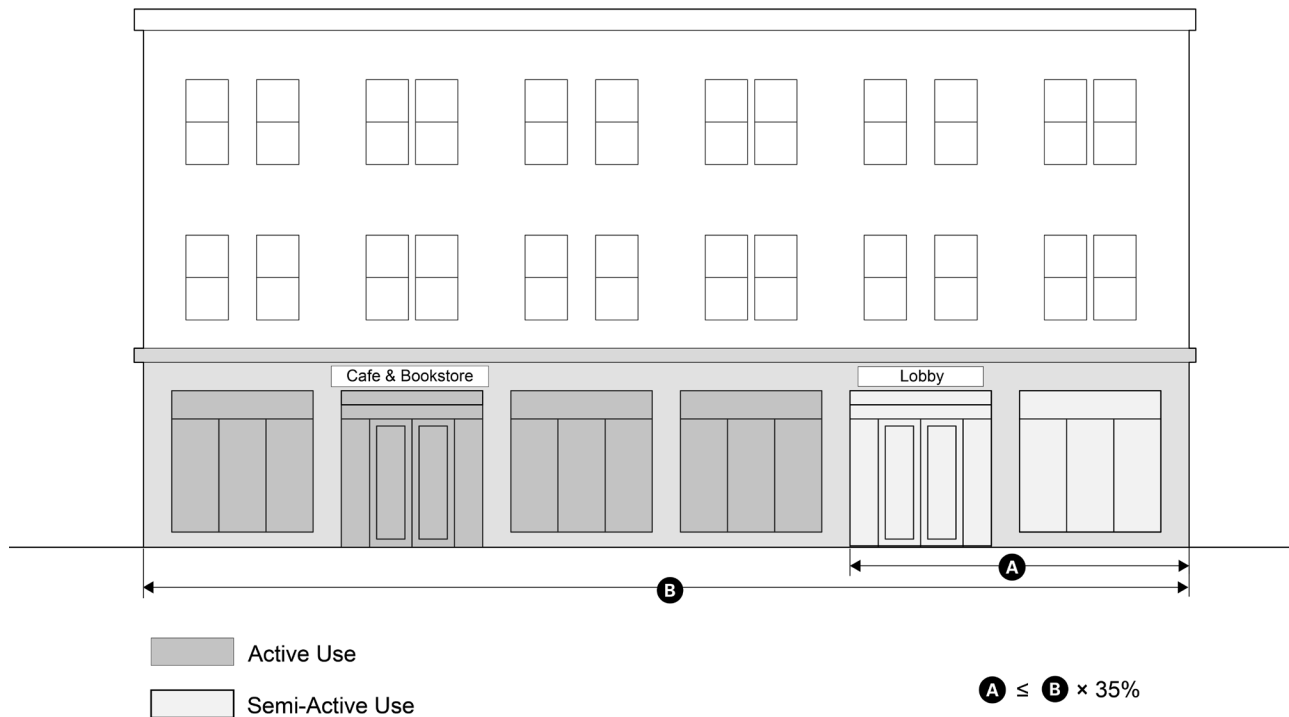 Cafe & Bookstore
Lobby
A
B
Active Use
Semi-Active Use
A ≤ B × 35%